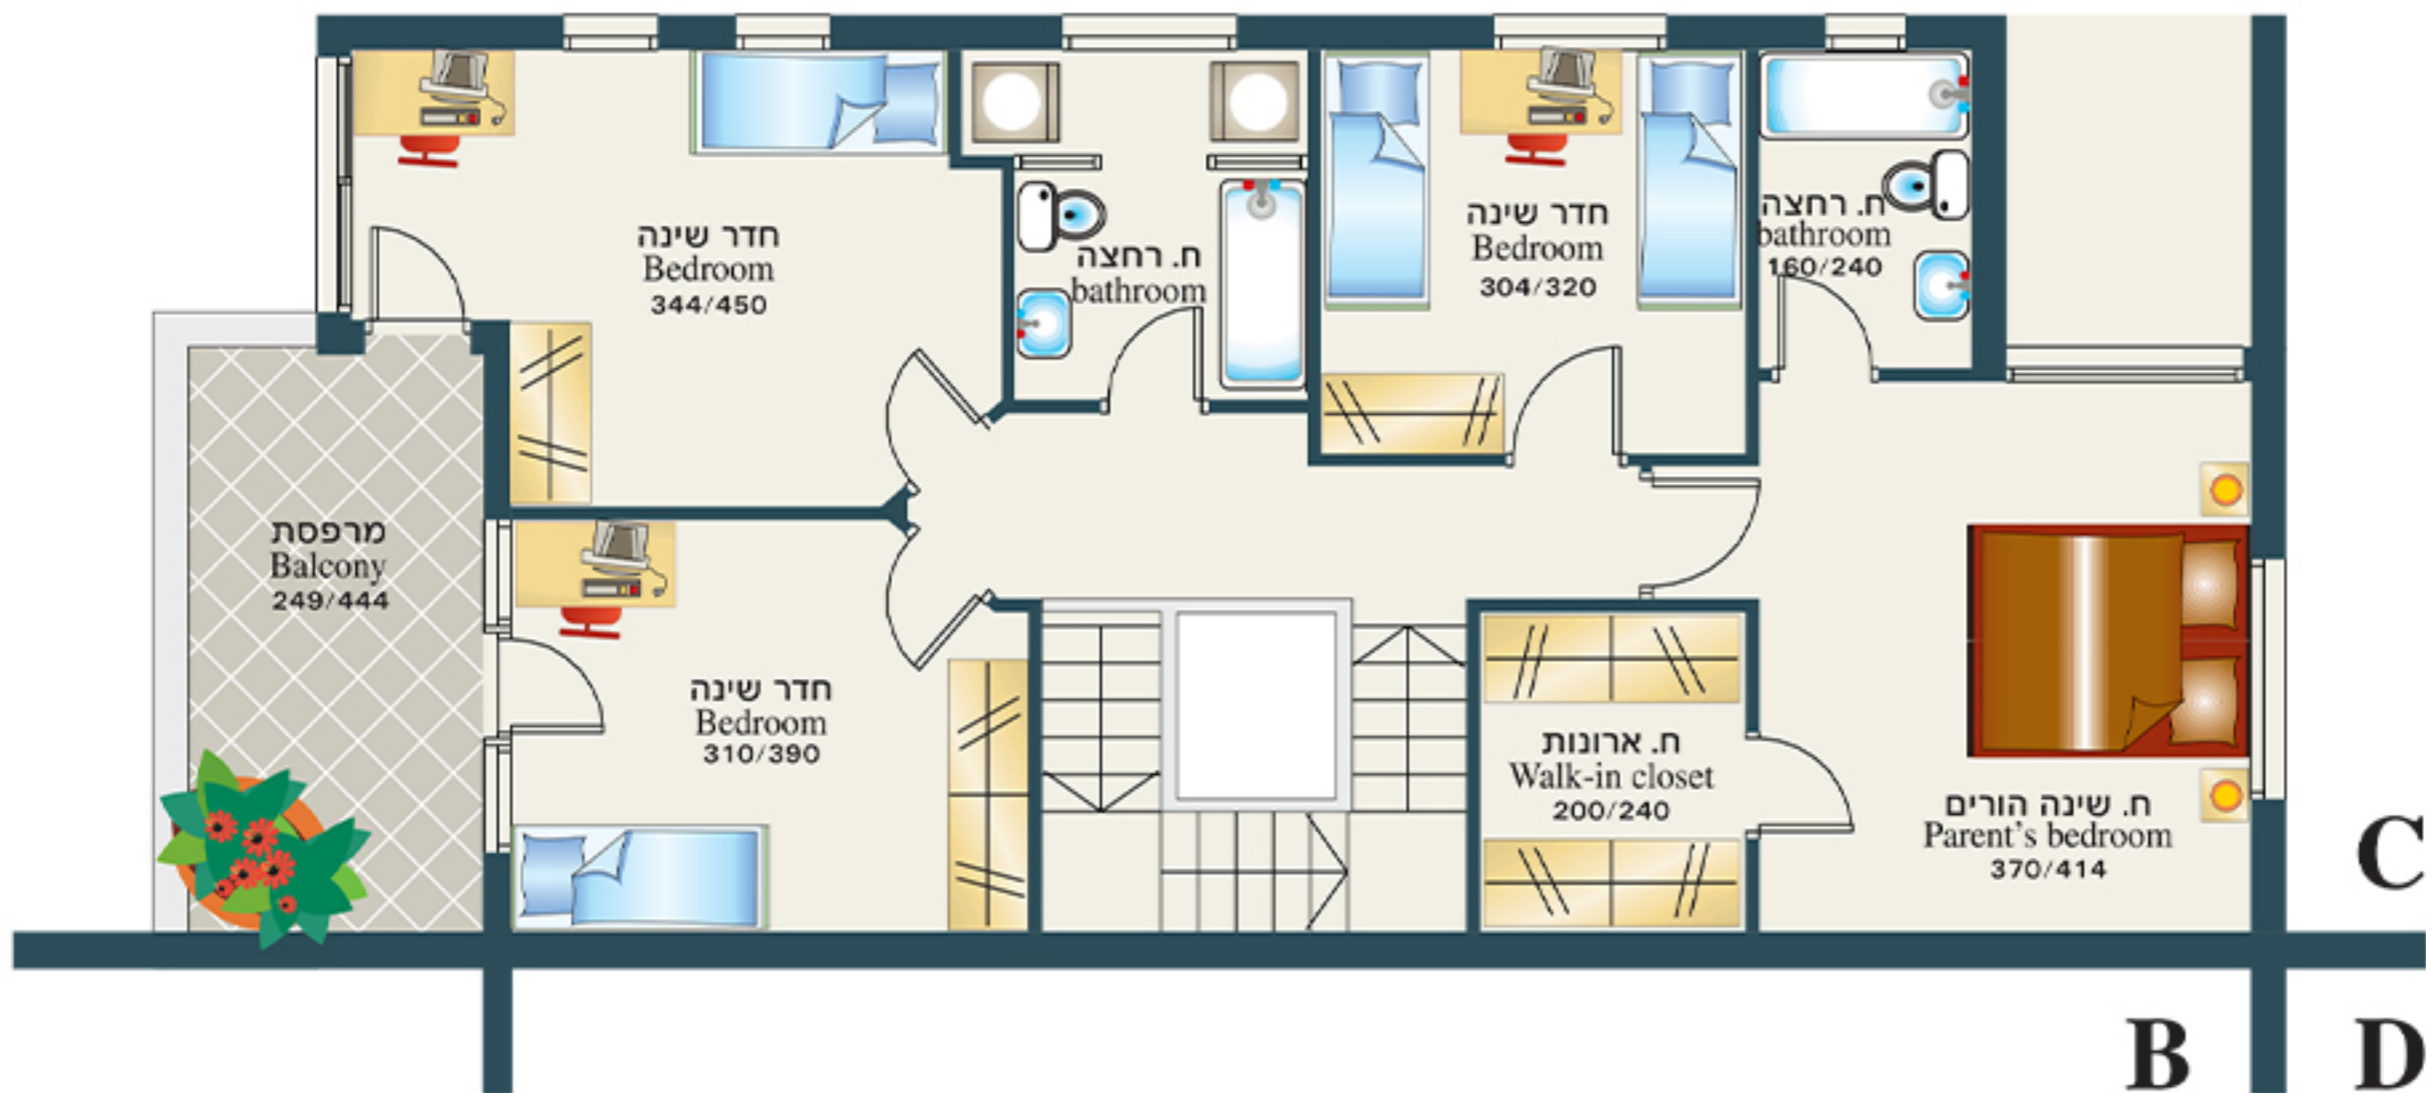 חדר שינה
Bedroom
344/450
ח. רחצה
bathroom
חדר שינה
Bedroom
304/320
ח. רחצה
bathroom
160/240
מרפסת
Balcony
249/444
חדר שינה
Bedroom
310/390
ח. ארונות
Walk-in closet
200/240
ח. שינה הורים
Parent's bedroom
370/414
C
B
D